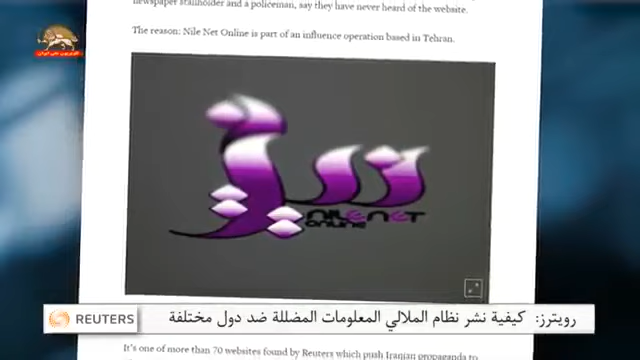 newspaper stallholder and a policeman, say they have never heard of the website.
The reason: Nile Net Online is part of an influence operation based in Tehran.
NILE NET
ONLINE
رويترز: كيفية نشر نظام الملالي المعلومات المضللة ضد دول مختلفة
REUTERS
It's one of more than 70 websites found by Reuters which push Iranian propaganda to